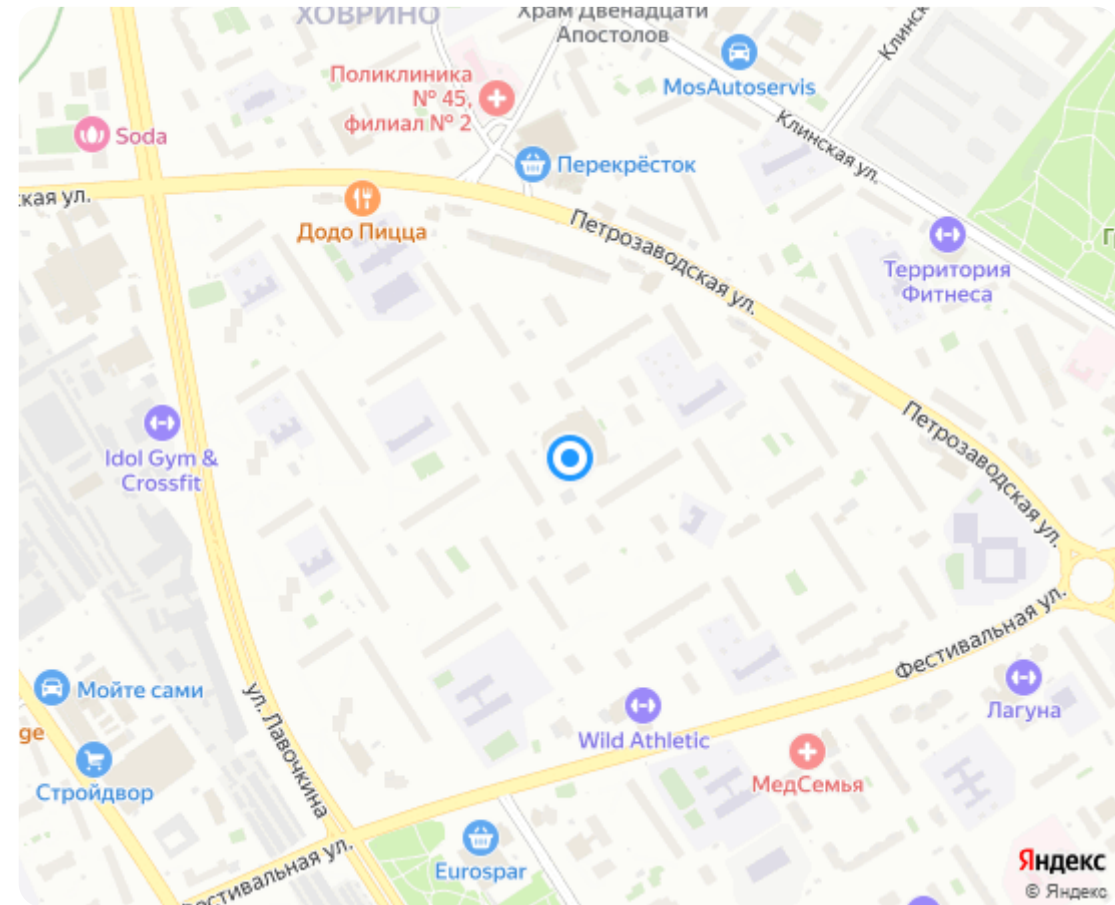 ХОВРИНО
Храм Двенадцати
Апостолов
Клинск
Поликлиника
№ 45,
филиал № 2
MosAutoservis
Soda
Клинская ул.
Перекрёсток
кая ул.
Додо Пицца
Петрозаводская ул.
Г
Территория
Фитнеса
Idol Gym &
Crossfit
Петрозаводская ул.
Фестивальная ул.
Мойте сами
ул. Лавочкина
ge
Wild Athletic
Лагуна
Стройдвор
МедСемья
Eurospar
Фестивальная ул.
Яндекс
© Яндекс